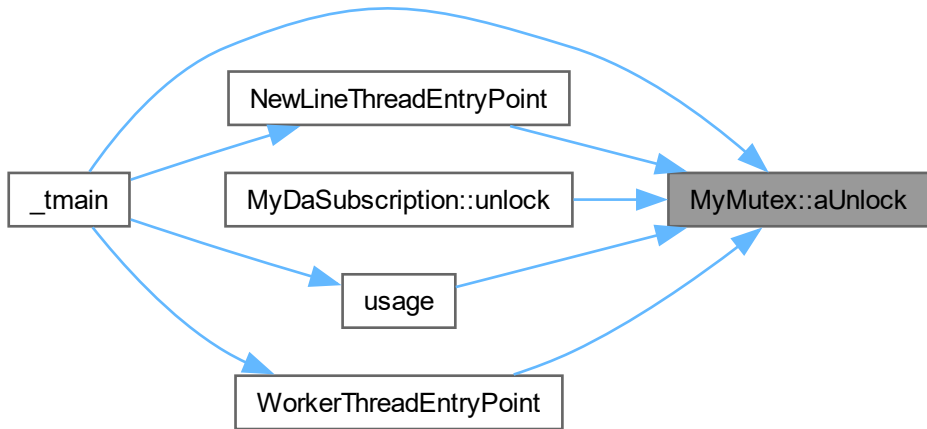 NewLineThreadEntryPoint
_tmain
MyDaSubscription::unlock
MyMutex::aUnlock
usage
WorkerThreadEntryPoint